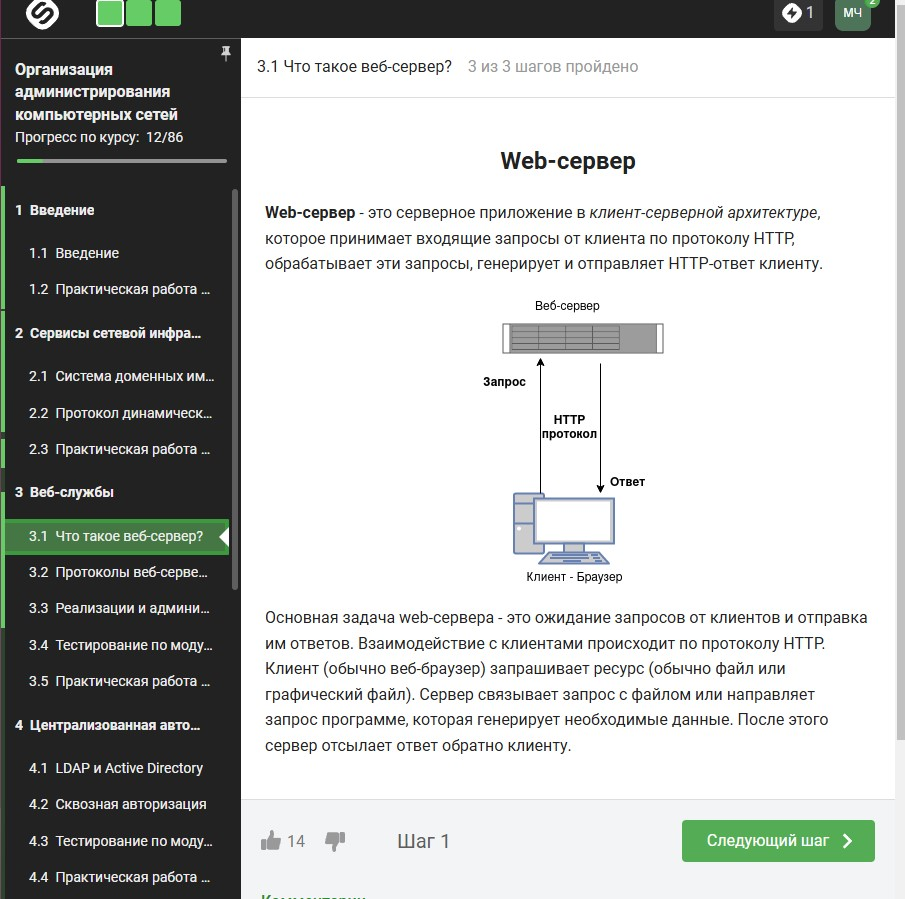 1
МЧ
2
Организация
администрирования
компьютерных сетей
Прогресс по курсу: 12/86
1 Введение
1.1 Введение
1.2 Практическая работа ...
2 Сервисы сетевой инфра...
2.1 Система доменных им...
2.2 Протокол динамическ...
2.3 Практическая работа ...
3 Веб-службы
3.1 Что такое веб-сервер?
3.2 Протоколы веб-серве...
3.3 Реализации и админи...
3.4 Тестирование по моду...
3.5 Практическая работа ...
4 Централизованная авто...
4.1 LDAP и Active Directory
4.2 Сквозная авторизация
4.3 Тестирование по моду...
4.4 Практическая работа ...
3.1 Что такое веб-сервер? 3 из 3 шагов пройдено
Web-сервер
Web-сервер - это серверное приложение в клиент-серверной архитектуре,
которое принимает входящие запросы от клиента по протоколу HTTP,
обрабатывает эти запросы, генерирует и отправляет HTTP-ответ клиенту.
Веб-сервер
Запрос
HTTP
протокол
Ответ
Клиент - Браузер
Основная задача web-сервера - это ожидание запросов от клиентов и отправка
им ответов. Взаимодействие с клиентами происходит по протоколу HTTP.
Клиент (обычно веб-браузер) запрашивает ресурс (обычно файл или
графический файл). Сервер связывает запрос с файлом или направляет
запрос программе, которая генерирует необходимые данные. После этого
сервер отсылает ответ обратно клиенту.
14 Шаг 1 Следующий шаг